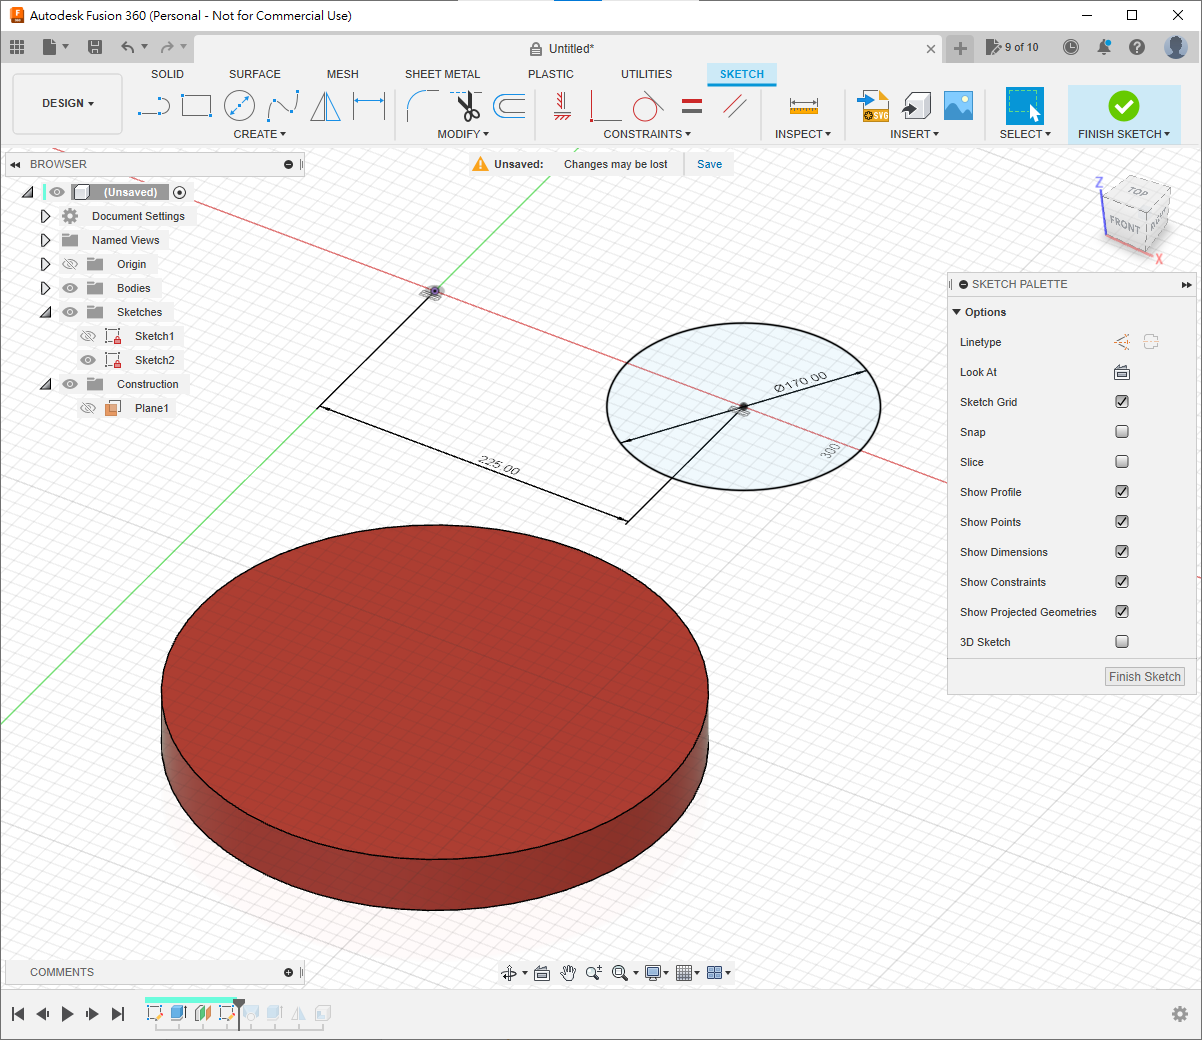 Autodesk Fusion 360 (Personal - Not for Commercial Use)
Untitled*
9 of 10
SOLID SURFACE MESH SHEET METAL PLASTIC UTILITIES SKETCH
DESIGN
SVG
CREATE MODIFY CONSTRAINTS INSPECT INSERT SELECT FINISH SKETCH
BROWSER
Unsaved: Changes may be lost Save
(Unsaved)
Document Settings
Named Views
Origin
Bodies
Sketches
Sketch1
Sketch2
Construction
Plane1
Z
TOP
FRONT
X
Ø170.00
300
225.00
SKETCH PALETTE
Options
Linetype
Look At
Sketch Grid
Snap
Slice
Show Profile
Show Points
Show Dimensions
Show Constraints
Show Projected Geometries
3D Sketch
Finish Sketch
COMMENTS